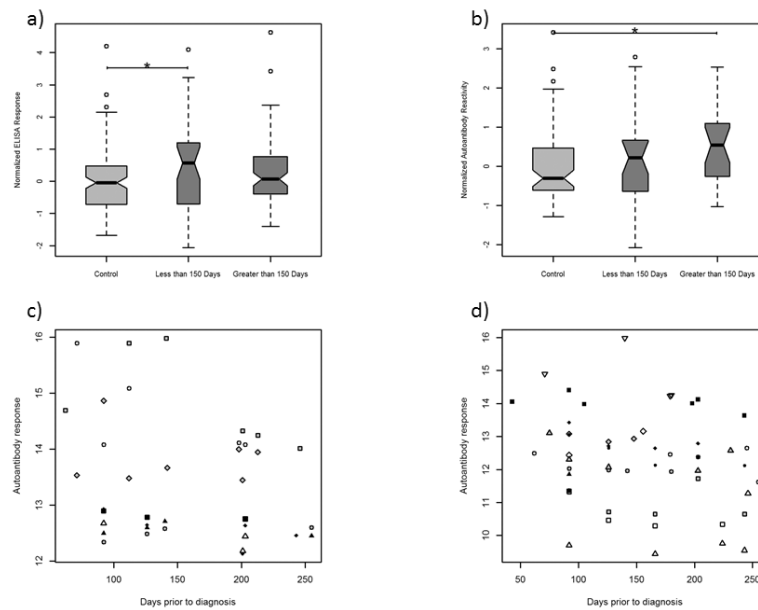 a)
Normalized ELISA Response
4
3
2
1
0
-1
-2
*
Control
Less than 150 Days
Greater than 150 Days
b)
Normalized Autoantibody Reactivity
3
2
1
0
-1
-2
*
Control
Less than 150 Days
Greater than 150 Days
c)
Autoantibody response
16
15
14
13
12
100
150
200
250
Days prior to diagnosis
d)
Autoantibody response
16
15
14
13
12
11
10
50
100
150
200
250
Days prior to diagnosis